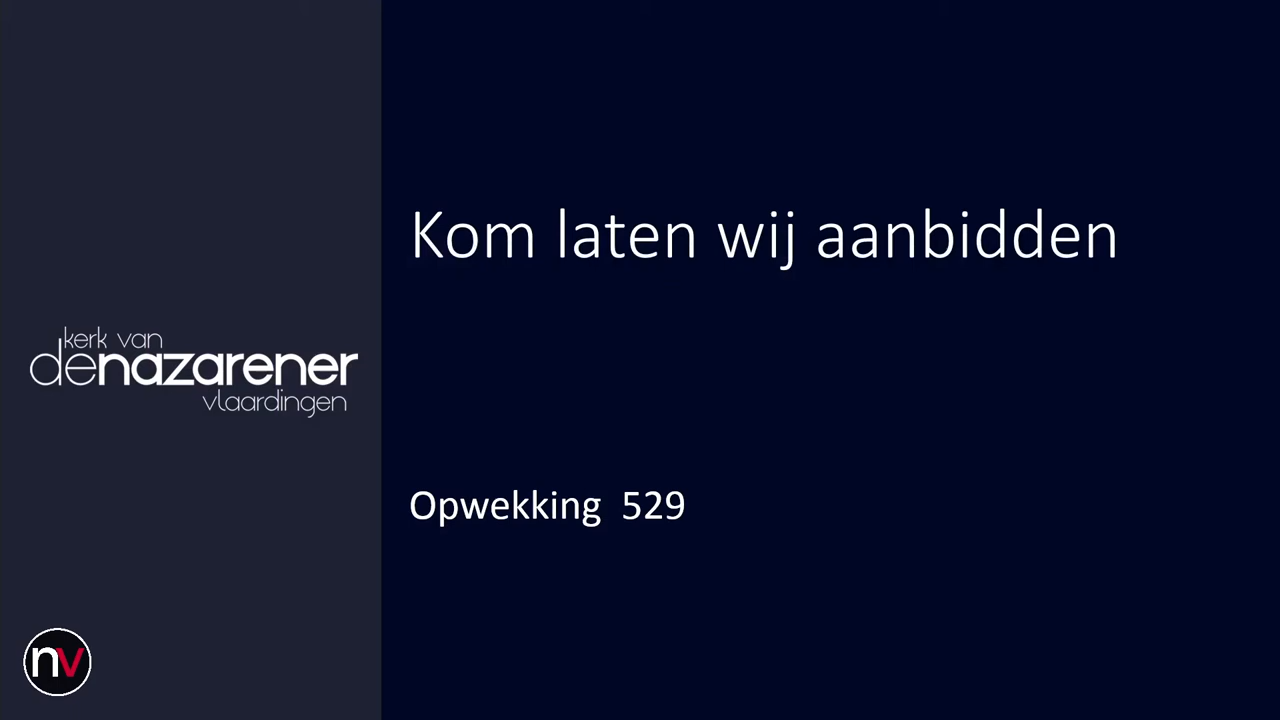 Kom laten wij aanbidden
kerk van
denazarener
vlaardingen
Opwekking 529
nv